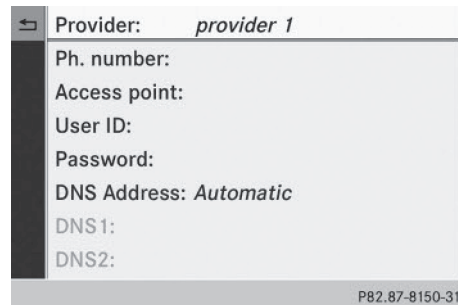 Provider: provider 1
Ph. number:
Access point:
User ID:
Password:
DNS Address: Automatic
DNS1:
DNS2:
P82.87-8150-31